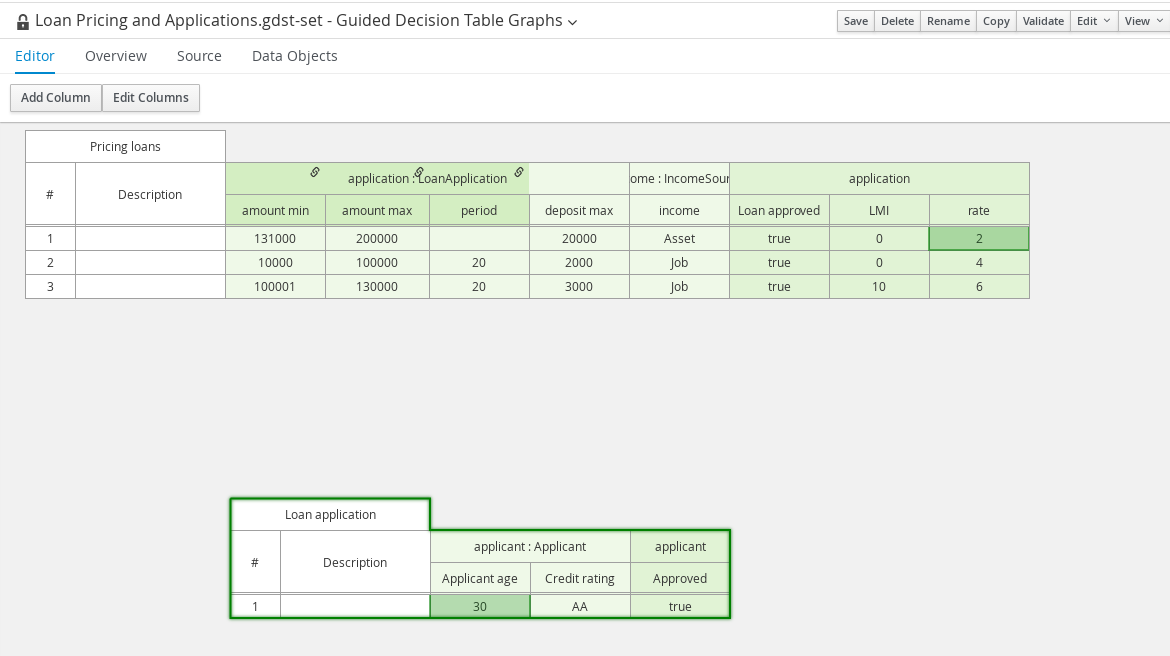 Loan Pricing and Applications.gdst-set - Guided Decision Table Graphs
Save Delete Rename Copy Validate Edit View
Editor Overview Source Data Objects
Add Column Edit Columns
Pricing loans
# Description application : LoanApplication ome : IncomeSour application
amount min amount max period deposit max income Loan approved LMI rate
1 131000 200000 20000 Asset true 0 2
2 10000 100000 20 2000 Job true 0 4
3 100001 130000 20 3000 Job true 10 6
Loan application
# Description applicant : Applicant applicant
Applicant age Credit rating Approved
1 30 AA true